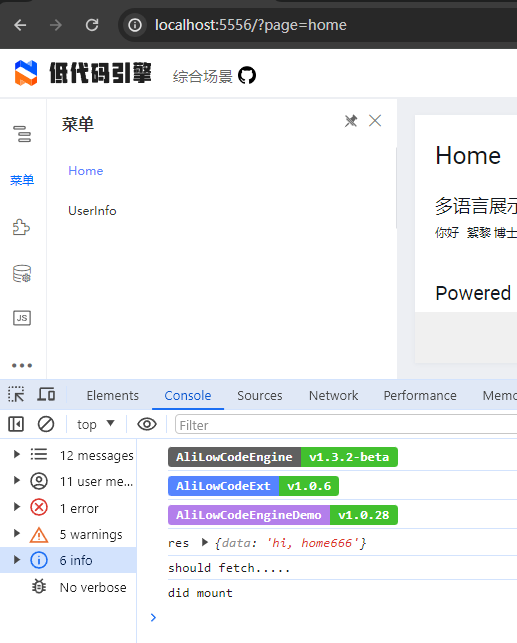 localhost:5556/?page=home
低代码引擎 综合场景
菜单
菜单
Home
UserInfo
JS
Home
多语言展示
你好 絮黎 博士
Powered
Elements Console Sources Network Performance Memo
top Filter
12 messages
11 user me...
1 error
5 warnings
6 info
No verbose
AliLowCodeEngine v1.3.2-beta
AliLowCodeExt v1.0.6
AliLowCodeEngineDemo v1.0.28
res {data: 'hi, home666'}
should fetch.....
did mount